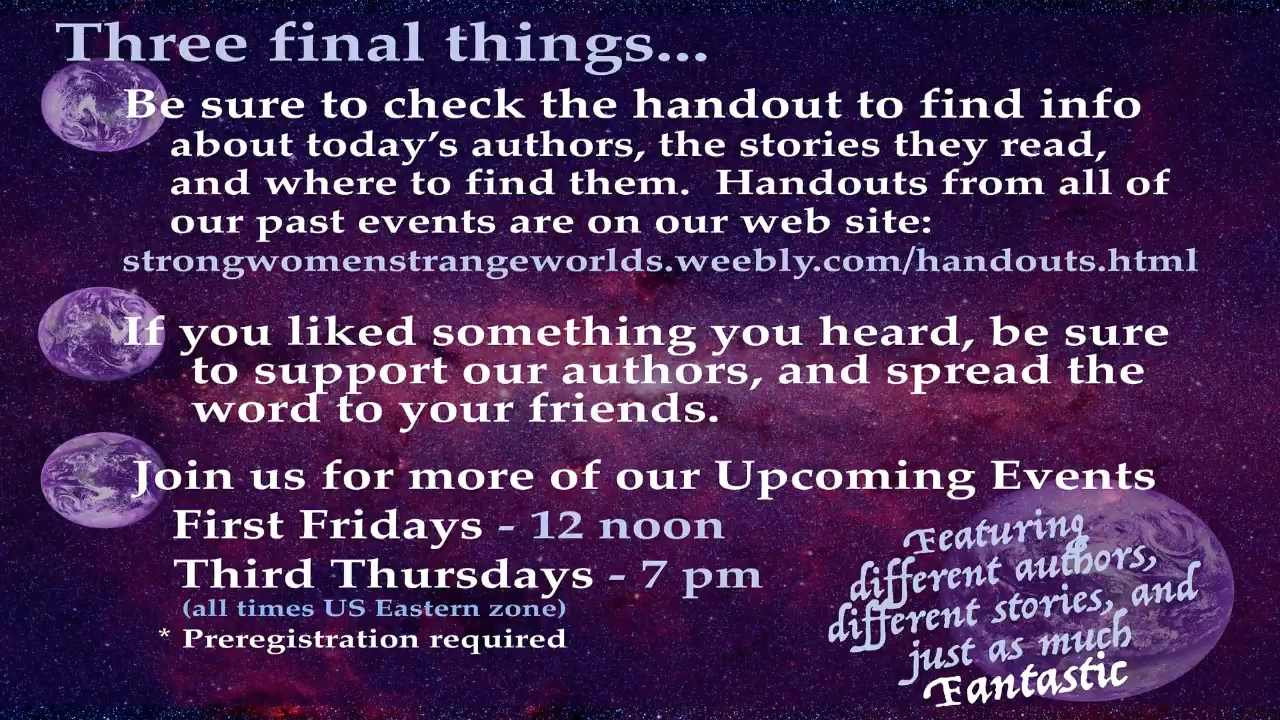 Three final things...
Be sure to check the handout to find info
about today’s authors, the stories they read,
and where to find them.  Handouts from all of
our past events are on our web site:
strongwomenstrangeworlds.weebly.com/handouts.html
If you liked something you heard, be sure
to support our authors, and spread the
word to your friends.
Join us for more of our Upcoming Events
First Fridays - 12 noon
Third Thursdays - 7 pm
(all times US Eastern zone)
* Preregistration required
Featuring
different authors,
different stories, and
just as much
Fantastic